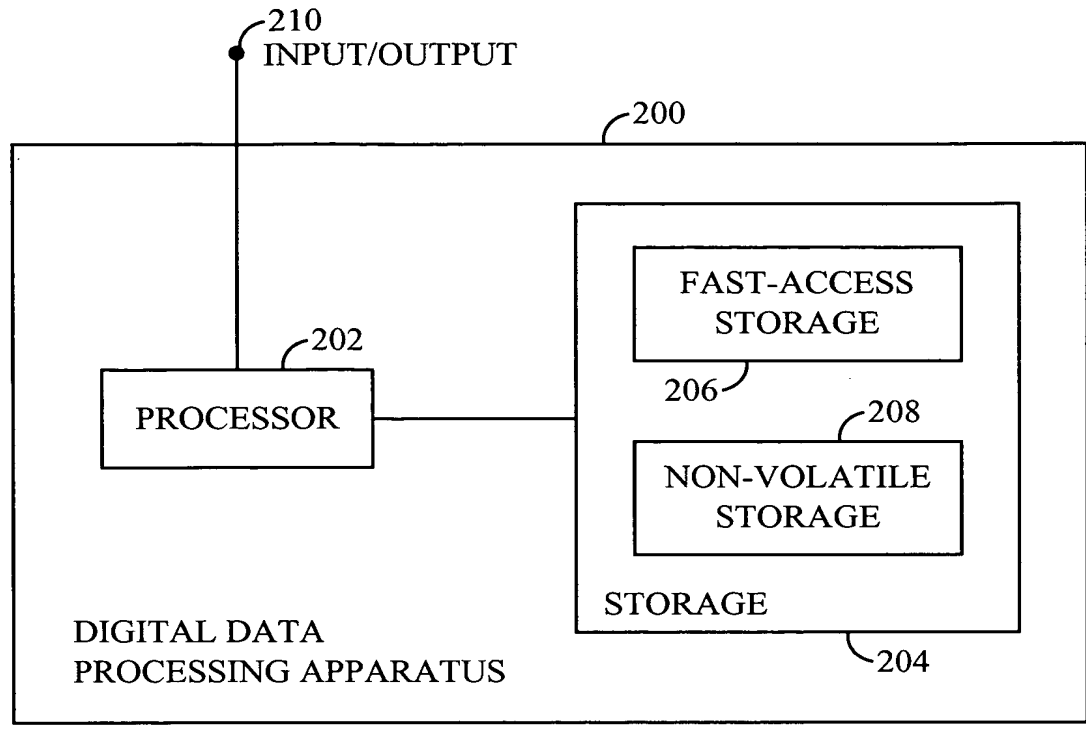 210
INPUT/OUTPUT
200
FAST-ACCESS
STORAGE
202
206
PROCESSOR
208
NON-VOLATILE
STORAGE
STORAGE
DIGITAL DATA
PROCESSING APPARATUS
204